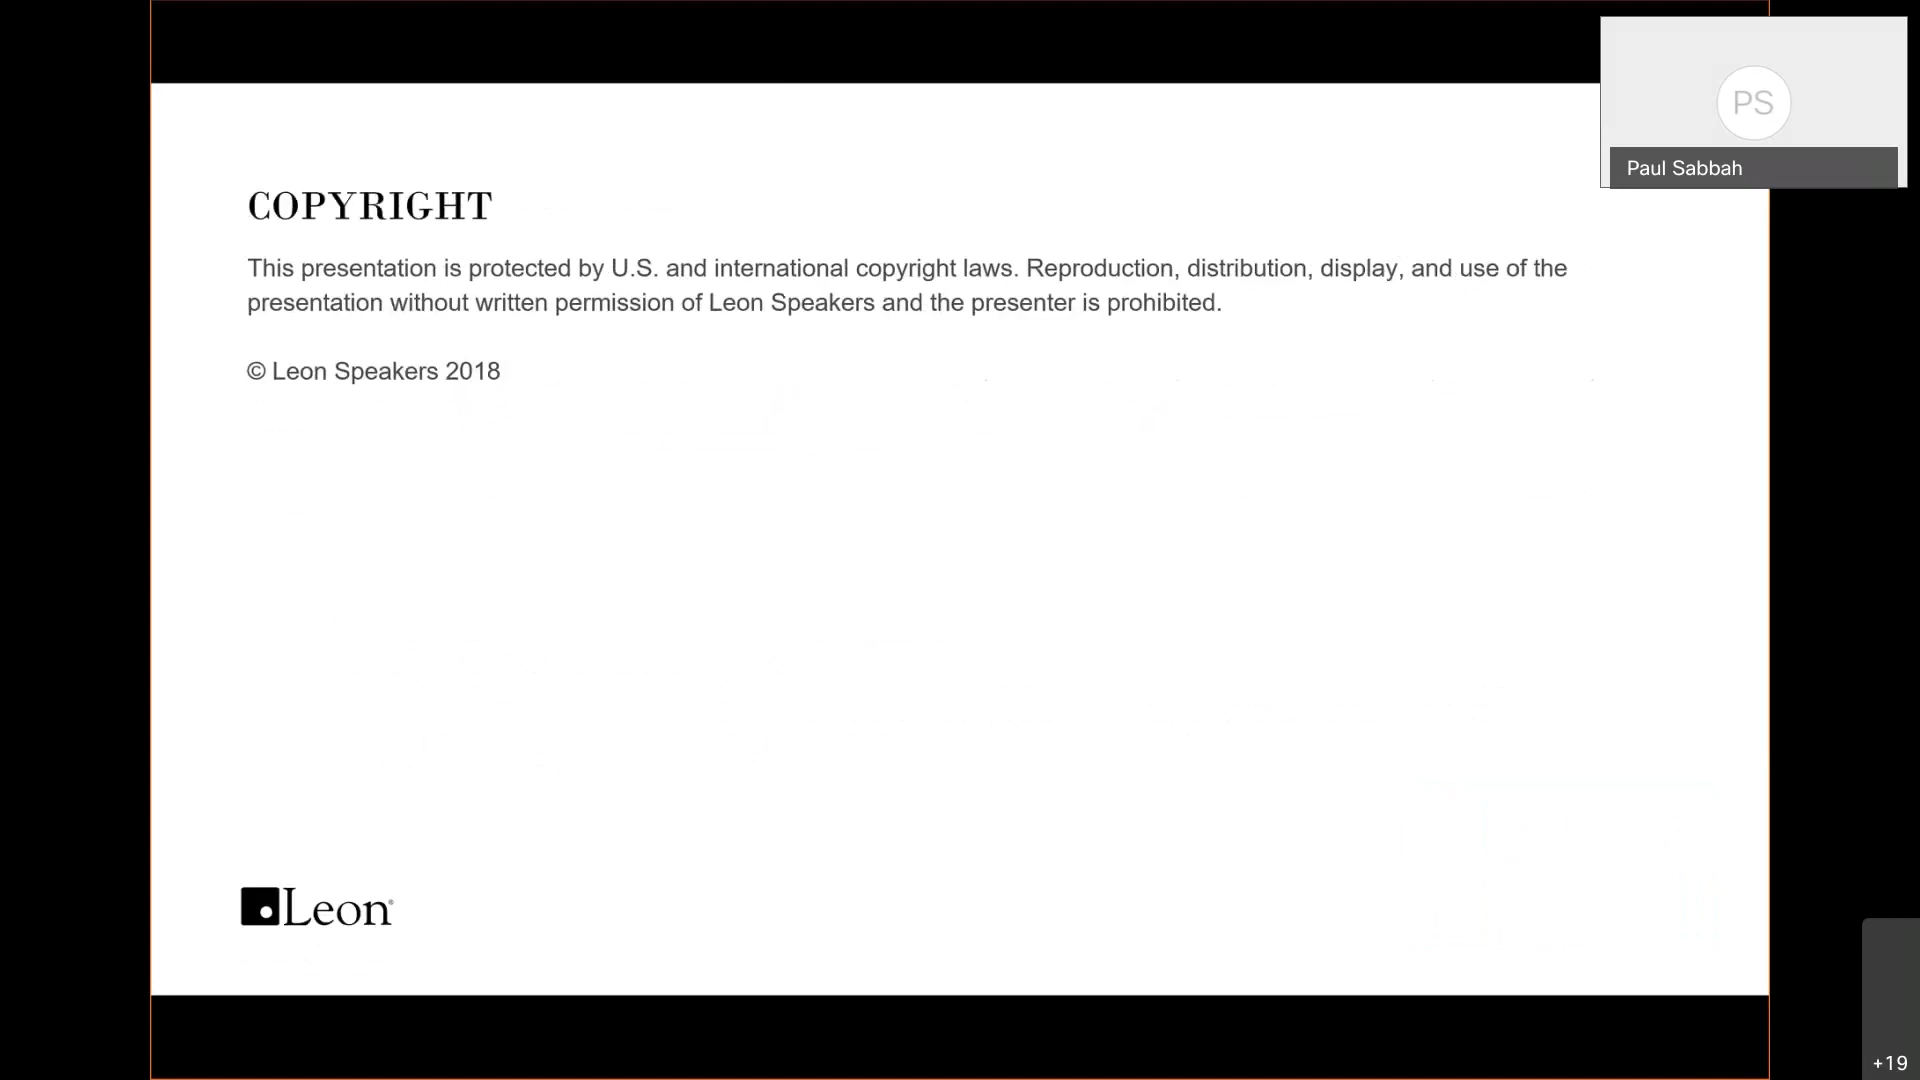 PS
Paul Sabbah
COPYRIGHT
This presentation is protected by U.S. and international copyright laws. Reproduction, distribution, display, and use of the
presentation without written permission of Leon Speakers and the presenter is prohibited.
© Leon Speakers 2018
Leon®
+19